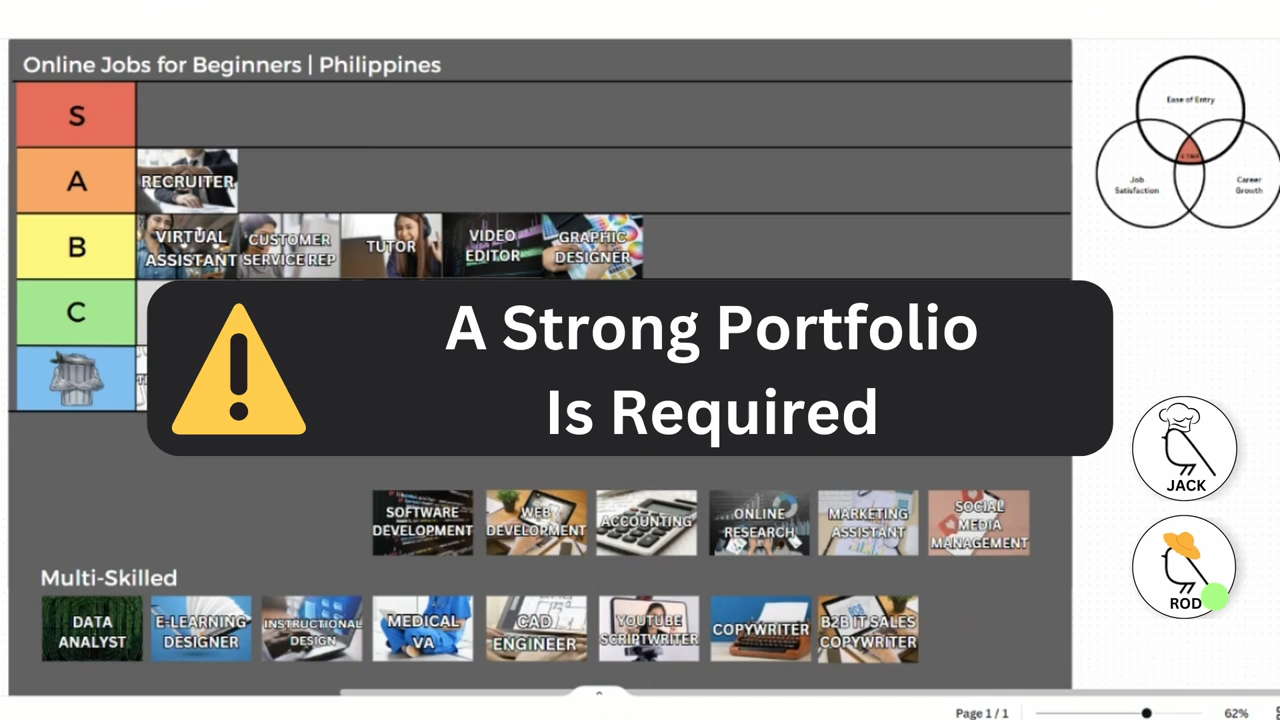 Online Jobs for Beginners | Philippines
S
A
RECRUITER
B
VIRTUAL
ASSISTANT
CUSTOMER
SERVICE REP
TUTOR
VIDEO
EDITOR
GRAPHIC
DESIGNER
C
A Strong Portfolio
Is Required
Ease of Entry
Job
Satisfaction
Career
Growth
JACK
ROD
SOFTWARE
DEVELOPMENT
WEB
DEVELOPMENT
ACCOUNTING
ONLINE
RESEARCH
MARKETING
ASSISTANT
SOCIAL
MEDIA
MANAGEMENT
Multi-Skilled
DATA
ANALYST
E-LEARNING
DESIGNER
INSTRUCTIONAL
DESIGN
MEDICAL
VA
CAD
ENGINEER
YOUTUBE
SCRIPTWRITER
COPYWRITER
B2B IT SALES
COPYWRITER
Page 1 / 1
62%